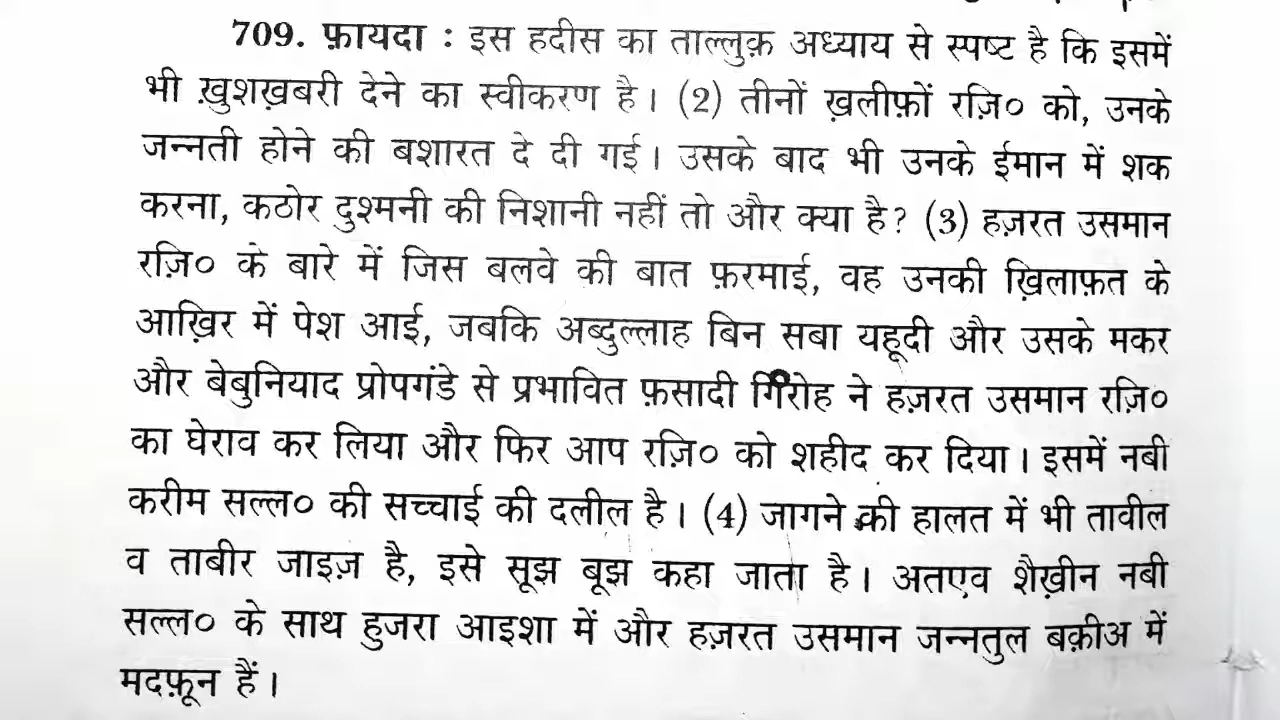 709. फ़ायदा : इस हदीस का ताल्लुक़ अध्याय से स्पष्ट है कि इसमें
भी ख़ुशख़बरी देने का स्वीकरण है। (2) तीनों ख़लीफ़ों रज़ि० को, उनके
जन्नती होने की बशारत दे दी गई। उसके बाद भी उनके ईमान में शक
करना, कठोर दुश्मनी की निशानी नहीं तो और क्या है? (3) हज़रत उसमान
रज़ि० के बारे में जिस बलवे की बात फ़रमाई, वह उनकी ख़िलाफ़त के
आख़िर में पेश आई, जबकि अब्दुल्लाह बिन सबा यहूदी और उसके मकर
और बेबुनियाद प्रोपगंडे से प्रभावित फ़सादी गिरोह ने हज़रत उसमान रज़ि०
का घेराव कर लिया और फिर आप रज़ि० को शहीद कर दिया। इसमें नबी
करीम सल्ल० की सच्चाई की दलील है। (4) जागने की हालत में भी तावील
व ताबीर जाइज़ है, इसे सूझ बूझ कहा जाता है। अतएव शैख़ीन नबी
सल्ल० के साथ हुजरा आइशा में और हज़रत उसमान जन्नतुल बक़ीअ में
मदफ़ून हैं।